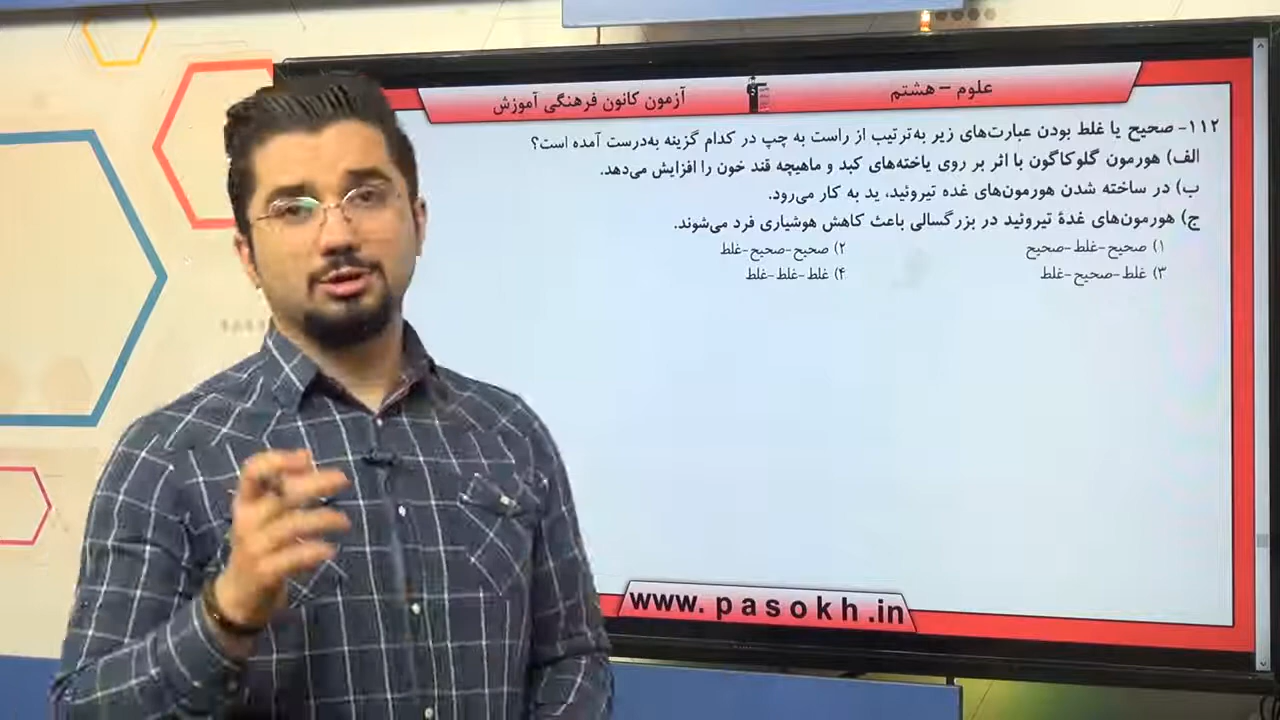 علوم – هشتم
آزمون کانون فرهنگی آموزش
۱۱۲- صحیح یا غلط بودن عبارت‌های زیر به‌ترتیب از راست به چپ در کدام گزینه به‌درست آمده است؟
الف) هورمون گلوکاگون با اثر بر روی یاخته‌های کبد و ماهیچه قند خون را افزایش می‌دهد.
ب) در ساخته شدن هورمون‌های غده تیروئید، ید به کار می‌رود.
ج) هورمون‌های غدۀ تیروئید در بزرگسالی باعث کاهش هوشیاری فرد می‌شوند.
۱) صحیح-غلط-صحیح
۲) صحیح-صحیح-غلط
۳) غلط-صحیح-غلط
۴) غلط-غلط-غلط
www. pasokh.in